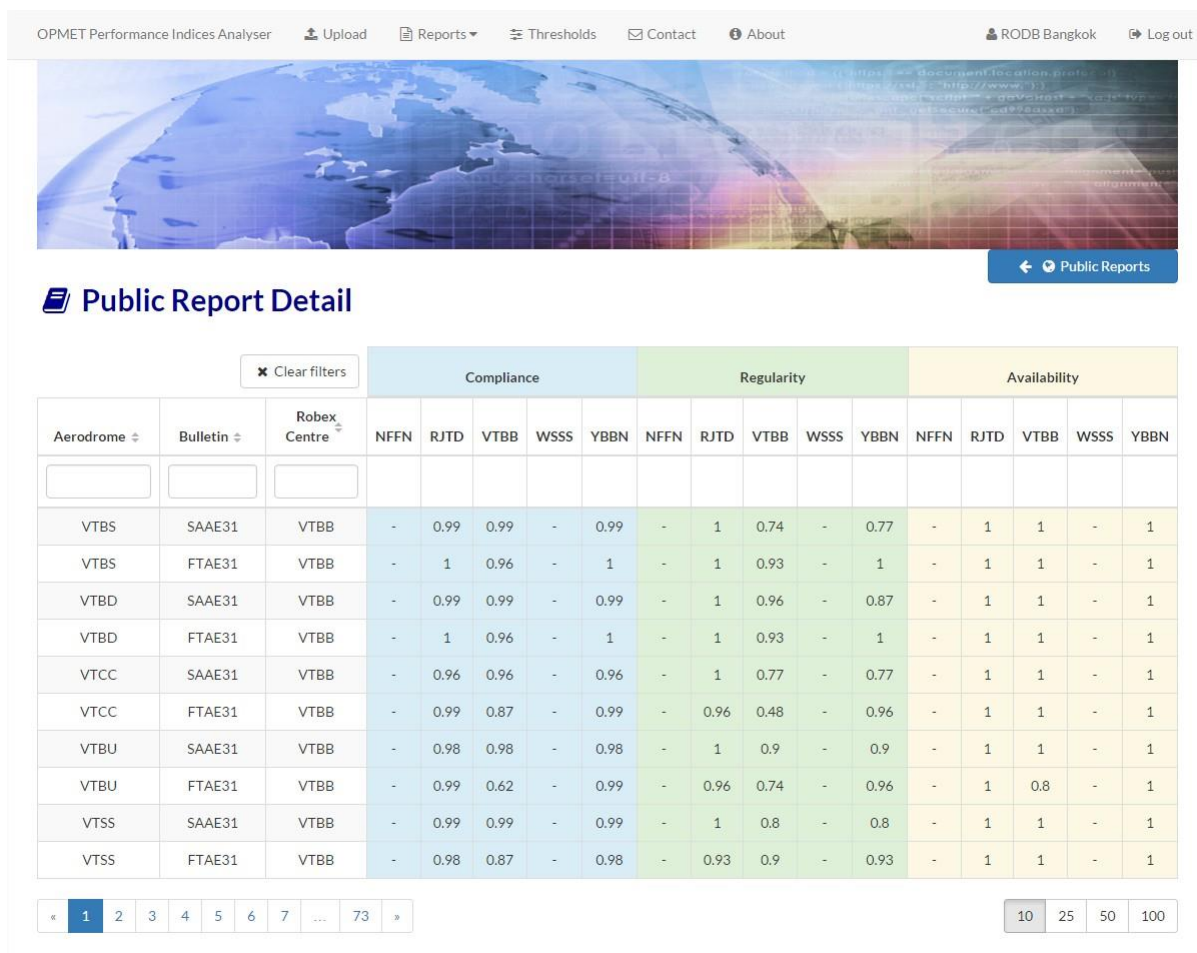 OPMET Performance Indices Analyser Upload Reports Thresholds Contact About RODB Bangkok Log out
Public Reports
Public Report Detail
Clear filters Compliance Regularity Availability
Aerodrome Bulletin Robex Centre NFFN RJTD VTBB WSSS YBBN NFFN RJTD VTBB WSSS YBBN NFFN RJTD VTBB WSSS YBBN
VTBS SAAE31 VTBB - 0.99 0.99 - 0.99 - 1 0.74 - 0.77 - 1 1 - 1
VTBS FTAE31 VTBB - 1 0.96 - 1 - 1 0.93 - 1 - 1 1 - 1
VTBD SAAE31 VTBB - 0.99 0.99 - 0.99 - 1 0.96 - 0.87 - 1 1 - 1
VTBD FTAE31 VTBB - 1 0.96 - 1 - 1 0.93 - 1 - 1 1 - 1
VTCC SAAE31 VTBB - 0.96 0.96 - 0.96 - 1 0.77 - 0.77 - 1 1 - 1
VTCC FTAE31 VTBB - 0.99 0.87 - 0.99 - 0.96 0.48 - 0.96 - 1 1 - 1
VTBU SAAE31 VTBB - 0.98 0.98 - 0.98 - 1 0.9 - 0.9 - 1 1 - 1
VTBU FTAE31 VTBB - 0.99 0.62 - 0.99 - 0.96 0.74 - 0.96 - 1 0.8 - 1
VTSS SAAE31 VTBB - 0.99 0.99 - 0.99 - 1 0.8 - 0.8 - 1 1 - 1
VTSS FTAE31 VTBB - 0.98 0.87 - 0.98 - 0.93 0.9 - 0.93 - 1 1 - 1
« 1 2 3 4 5 6 7 ... 73 » 10 25 50 100